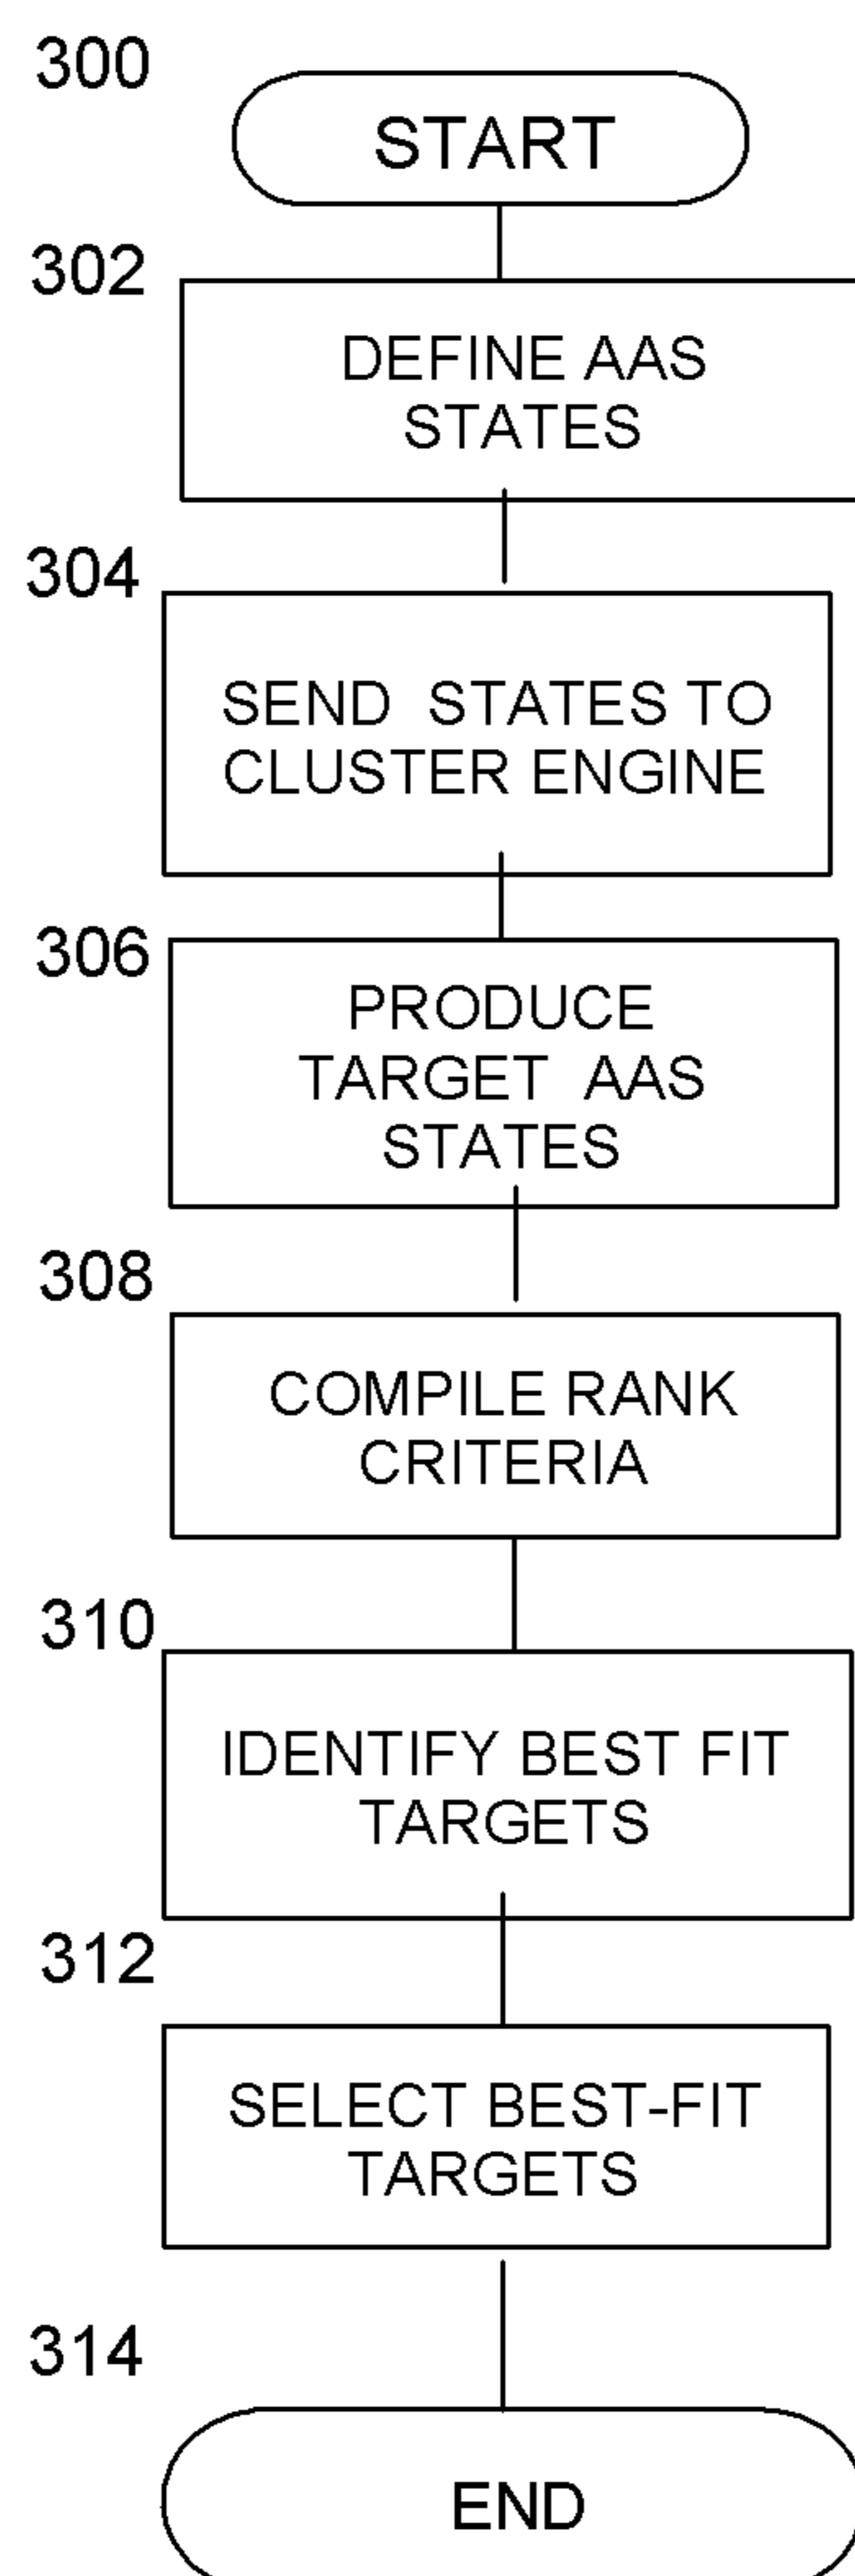 300
START
302
DEFINE AAS
STATES
304
SEND STATES TO
CLUSTER ENGINE
306
PRODUCE
TARGET AAS
STATES
308
COMPILE RANK
CRITERIA
310
IDENTIFY BEST FIT
TARGETS
312
SELECT BEST-FIT
TARGETS
314
END